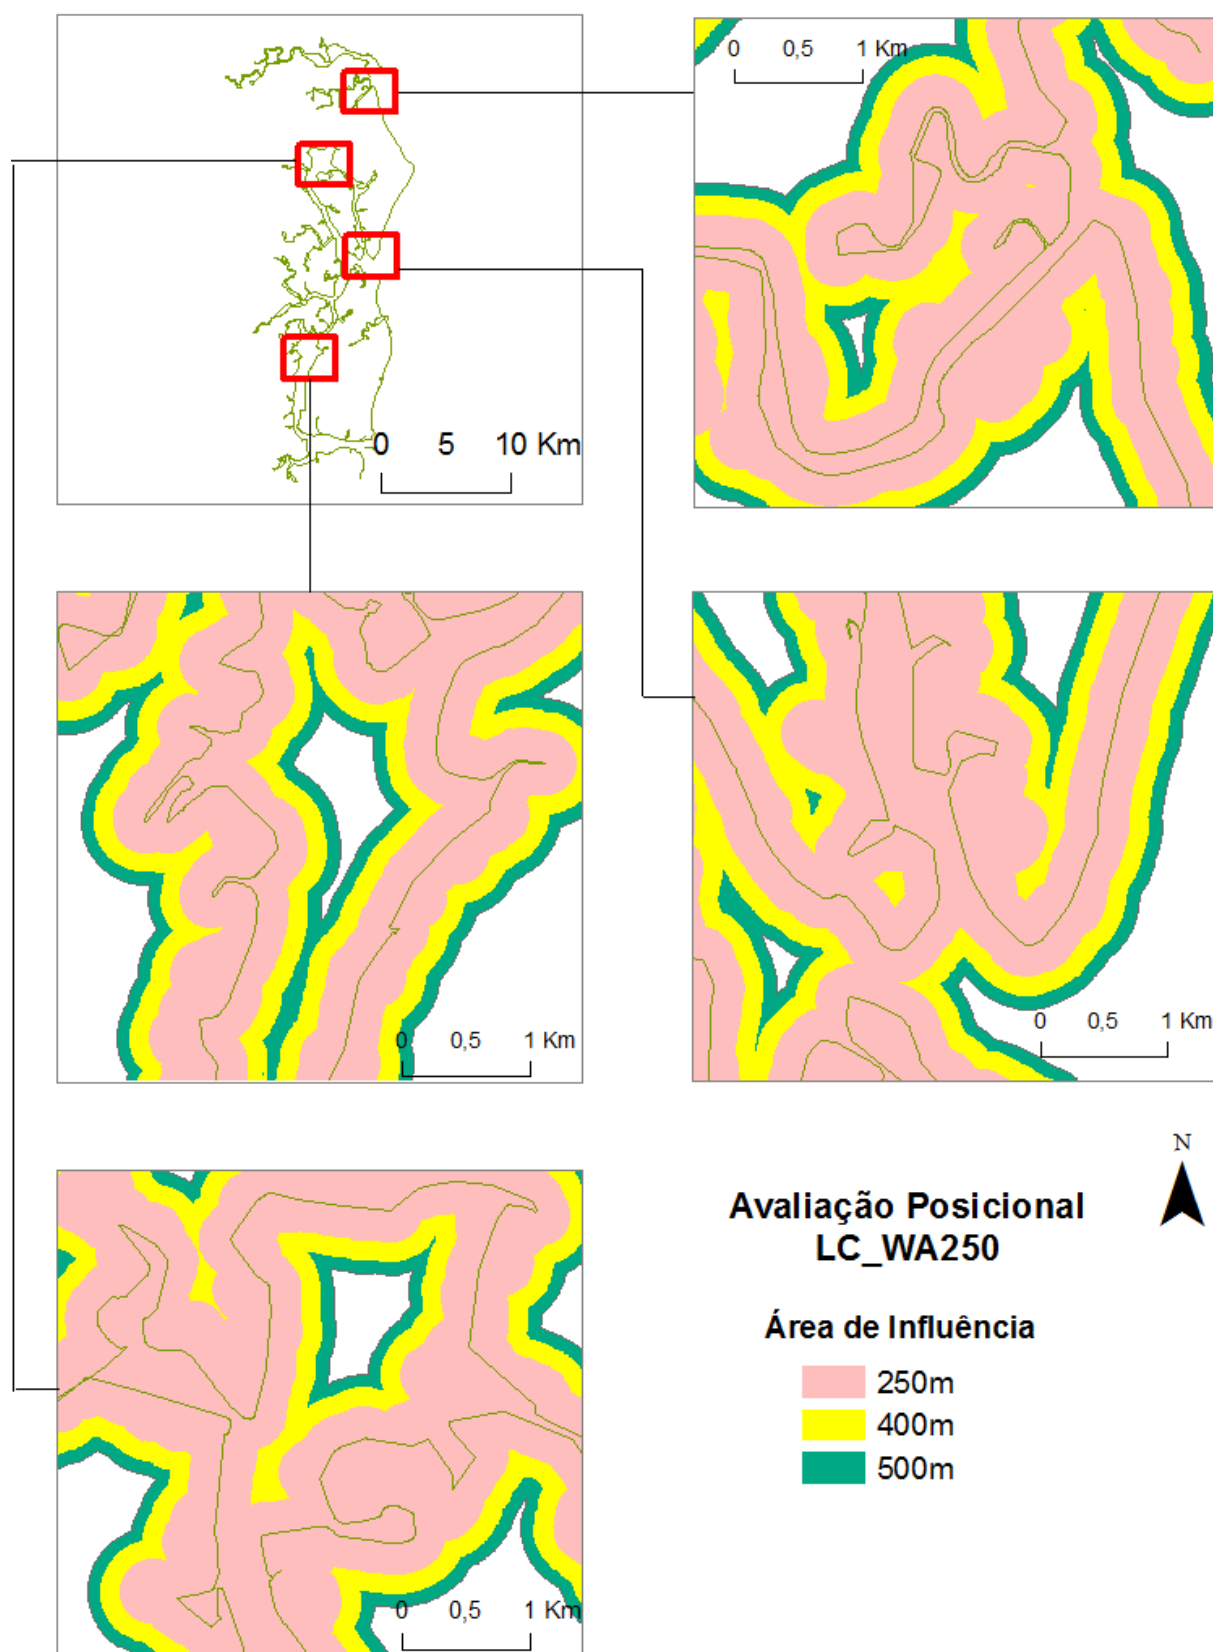 0 0,5 1 Km
0 5 10 Km
0 0,5 1 Km
0 0,5 1 Km
N
Avaliação Posicional
LC_WA250
Área de Influência
250m
400m
500m
0 0,5 1 Km